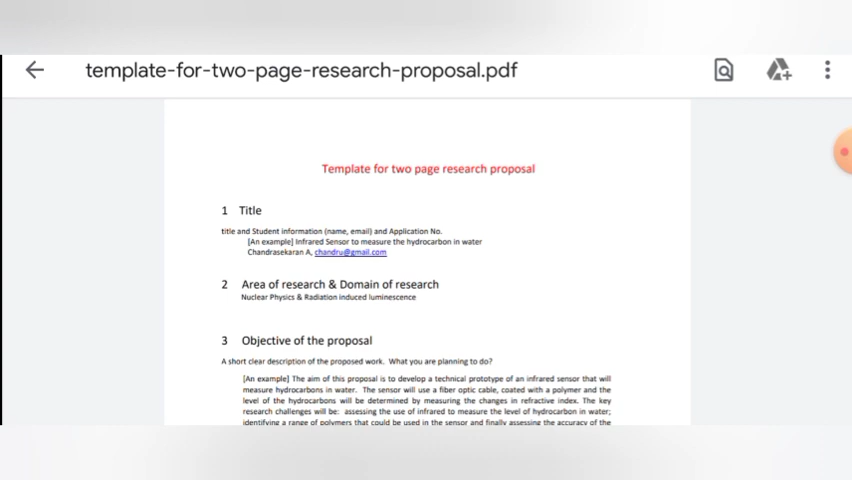 template-for-two-page-research-proposal.pdf
Template for two page research proposal
1 Title
title and Student information (name, email) and Application No.
[An example] Infrared Sensor to measure the hydrocarbon in water
Chandrasekaran A, chandru@gmail.com
2 Area of research & Domain of research
Nuclear Physics & Radiation induced luminescence
3 Objective of the proposal
A short clear description of the proposed work. What you are planning to do?
[An example] The aim of this proposal is to develop a technical prototype of an infrared sensor that will
measure hydrocarbons in water. The sensor will use a fiber optic cable, coated with a polymer and the
level of the hydrocarbons will be determined by measuring the changes in refractive index. The key
research challenges will be: assessing the use of infrared to measure the level of hydrocarbon in water;
identifying a range of polymers that could be used in the sensor and finally assessing the accuracy of the